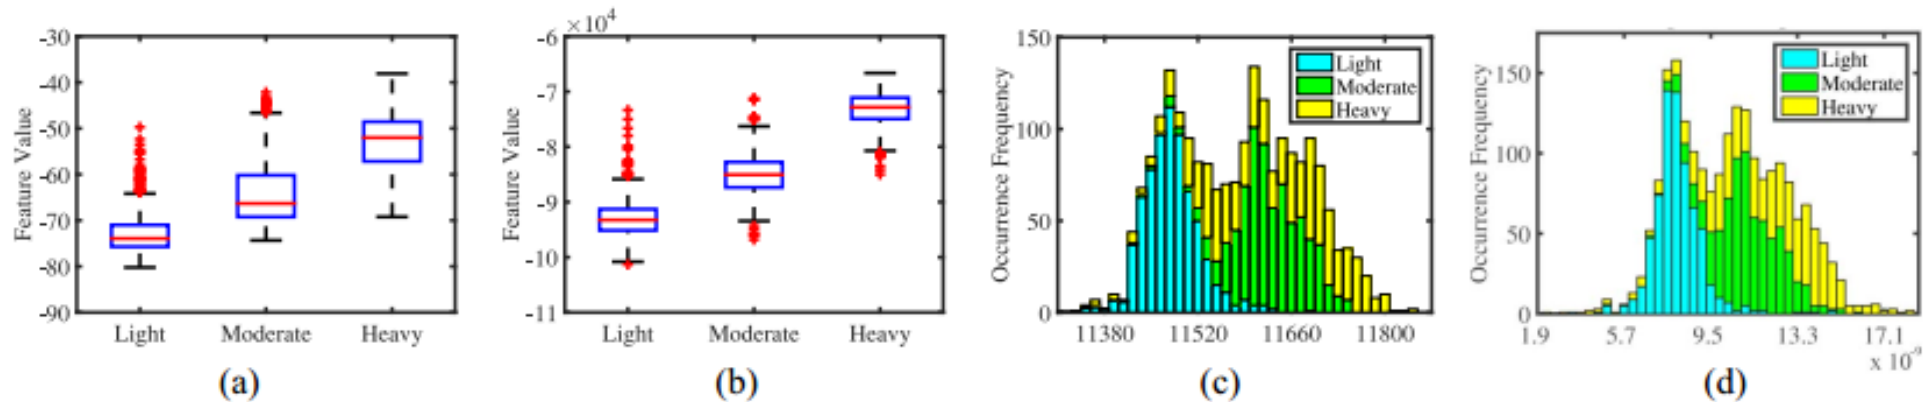 Feature Value
-30
-40
-50
-60
-70
-80
-90
Light Moderate Heavy
(a)
×10⁴
Feature Value
-6
-7
-8
-9
-10
-11
Light Moderate Heavy
(b)
Occurrence Frequency
150
100
50
0
Light
Moderate
Heavy
11380 11520 11660 11800
(c)
Occurrence Frequency
150
100
50
0
Light
Moderate
Heavy
1.9 5.7 9.5 13.3 17.1
x 10⁻⁹
(d)